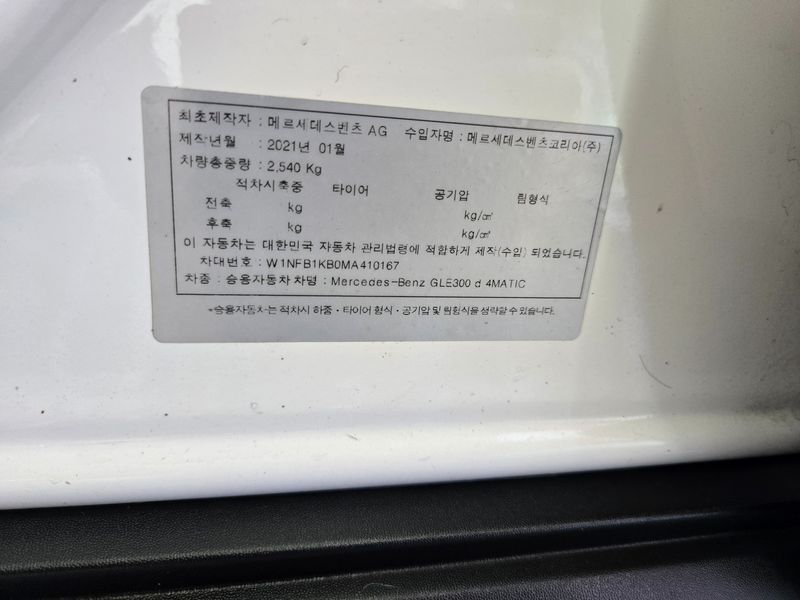 최초제작자 : 메르세데스벤츠 AG 수입자명 : 메르세데스벤츠코리아(주)
제작년월 : 2021년 01월
차량총중량 : 2,540 Kg
적차시축중 타이어 공기압 림형식
전축 kg kg/㎠
후축 kg kg/㎠
이 자동차는 대한민국 자동차 관리법령에 적합하게 제작(수입) 되었습니다.
차대번호 : W1NFB1KB0MA410167
차종 : 승용자동차 차명 : Mercedes-Benz GLE300 d 4MATIC
*승용자동차는 적차시 하중·타이어 형식·공기압 및 림형식을 생략할 수 있습니다.